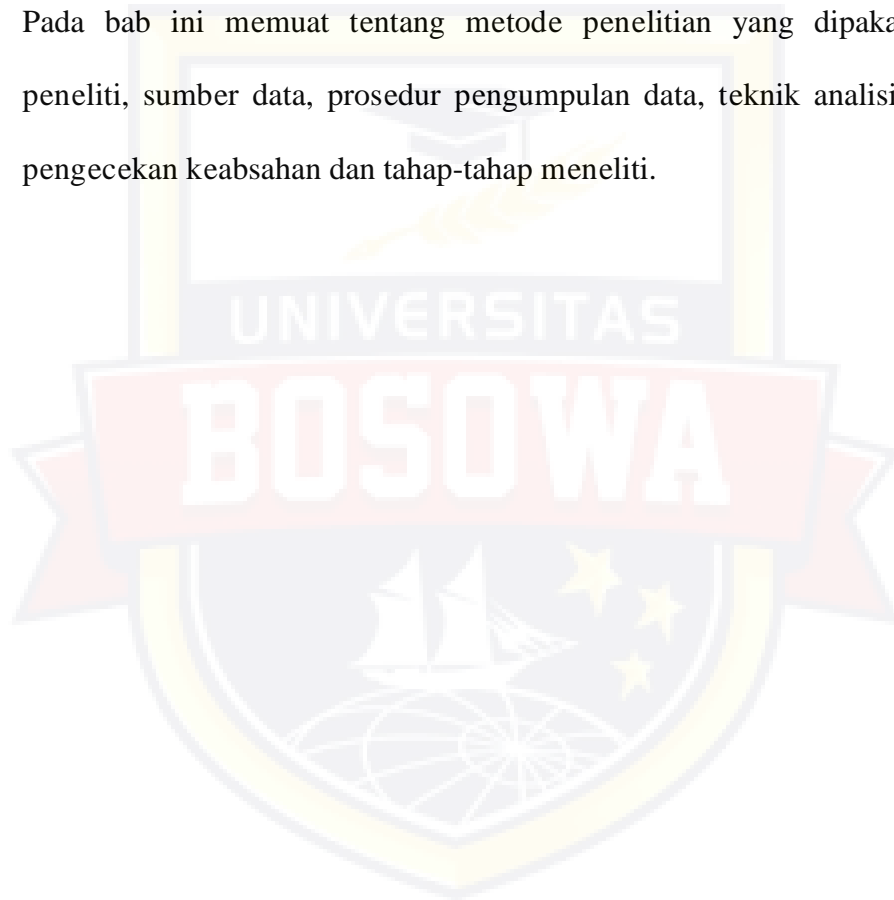 Pada bab ini memuat tentang metode penelitian yang dipaka
peneliti, sumber data, prosedur pengumpulan data, teknik analisi
pengecekan keabsahan dan tahap-tahap meneliti.
UNIVERSITAS
BOSOWA